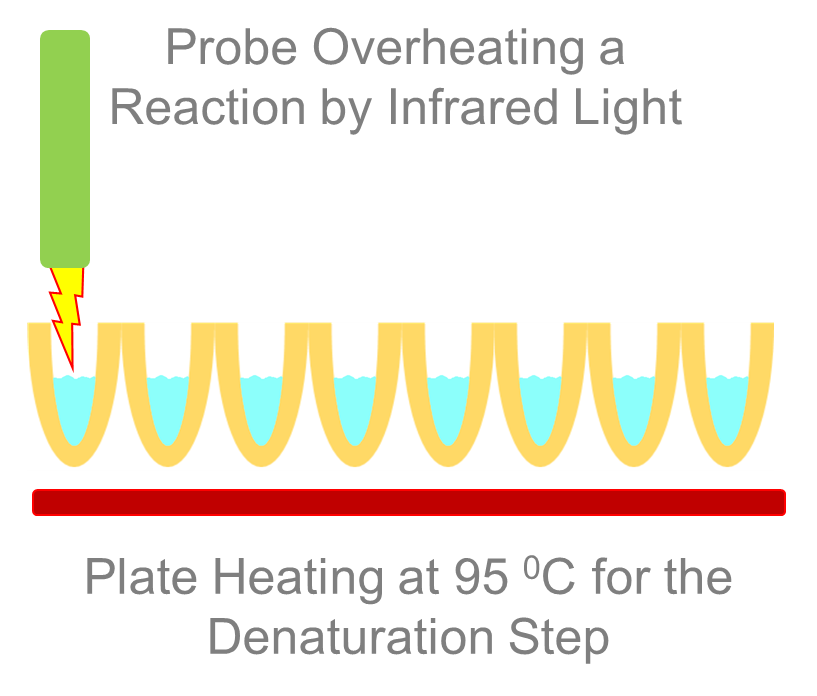 Probe Overheating a
Reaction by Infrared Light
Plate Heating at 95 ⁰C for the
Denaturation Step